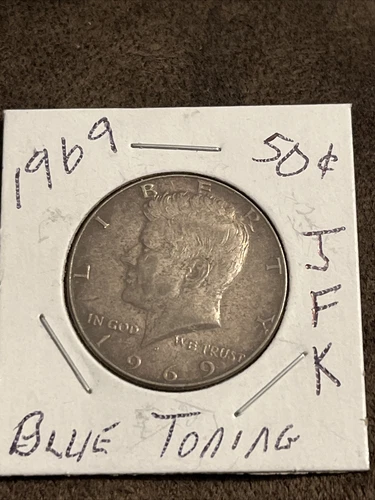 1969
50¢
J
F
K
LIBERTY
IN GOD WE TRUST
1969
BLUE TONING